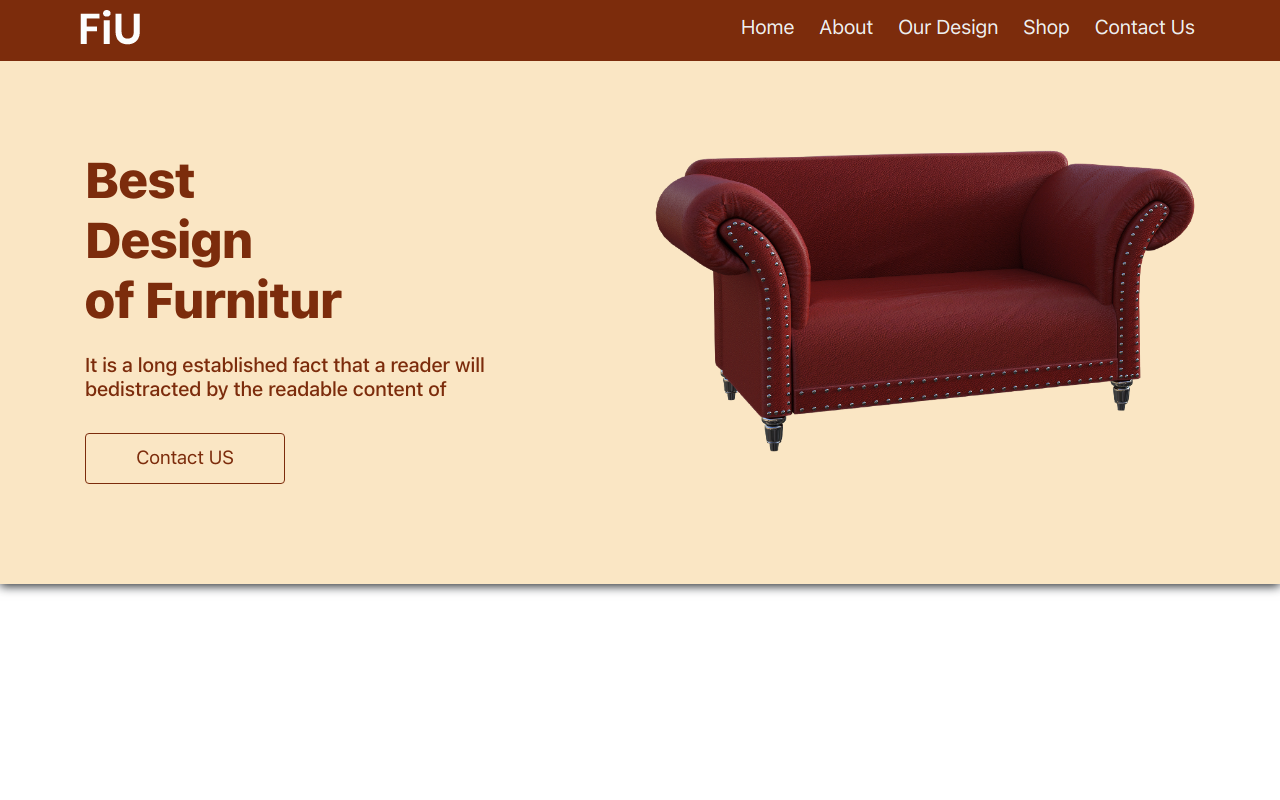 FiU
Home About Our Design Shop Contact Us
Best
Design
of Furnitur
It is a long established fact that a reader will
bedistracted by the readable content of
Contact US